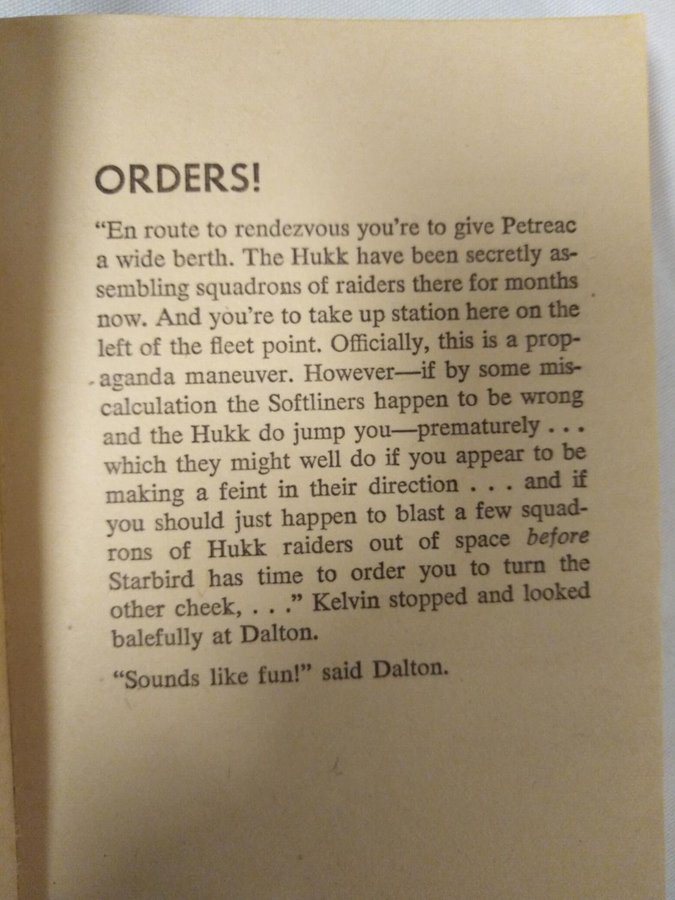 ORDERS!
“En route to rendezvous you’re to give Petreac
a wide berth. The Hukk have been secretly as-
sembling squadrons of raiders there for months
now. And you’re to take up station here on the
left of the fleet point. Officially, this is a prop-
aganda maneuver. However—if by some mis-
calculation the Softliners happen to be wrong
and the Hukk do jump you—prematurely . . .
which they might well do if you appear to be
making a feint in their direction . . . and if
you should just happen to blast a few squad-
rons of Hukk raiders out of space before
Starbird has time to order you to turn the
other cheek, . . .” Kelvin stopped and looked
balefully at Dalton.
“Sounds like fun!” said Dalton.